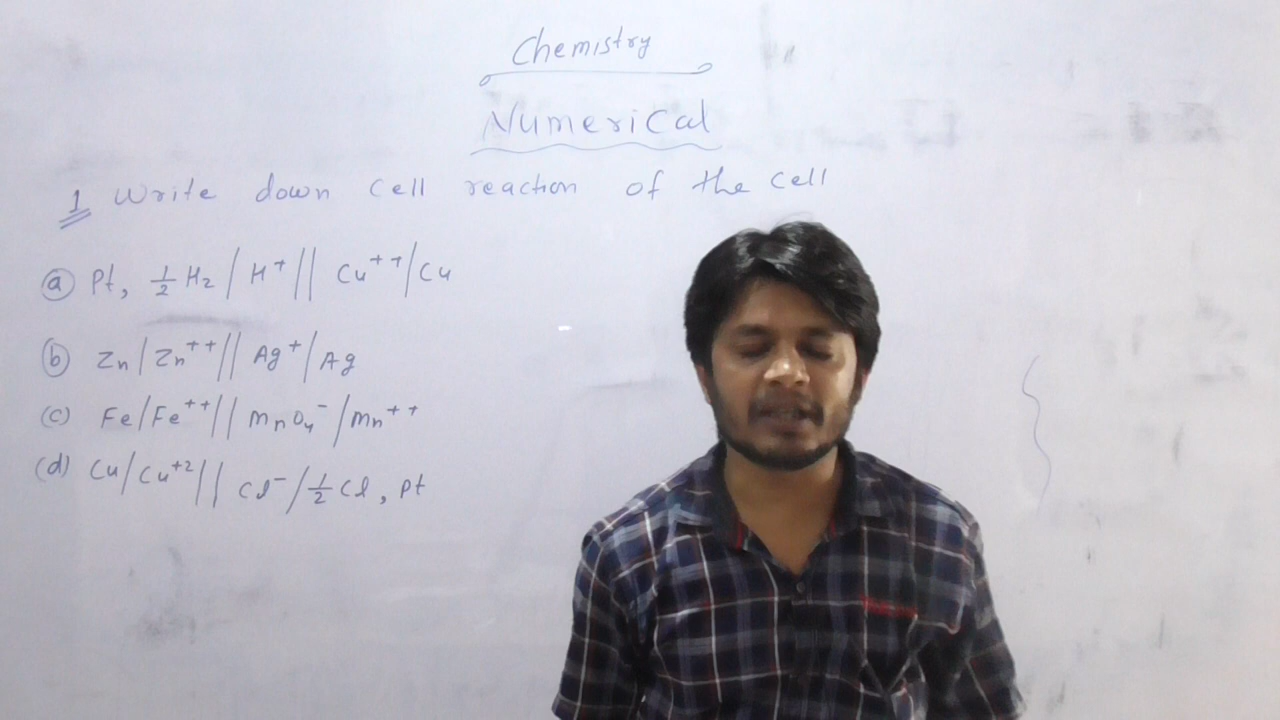 Chemistry
Numerical
1 Write down cell reaction of the cell
(a) Pt, 1/2 H2 / H+ || Cu++ / Cu
(b) Zn / Zn++ || Ag+ / Ag
(c) Fe / Fe++ || MnO4- / Mn++
(d) Cu / Cu+2 || Cl- / 1/2 Cl, Pt